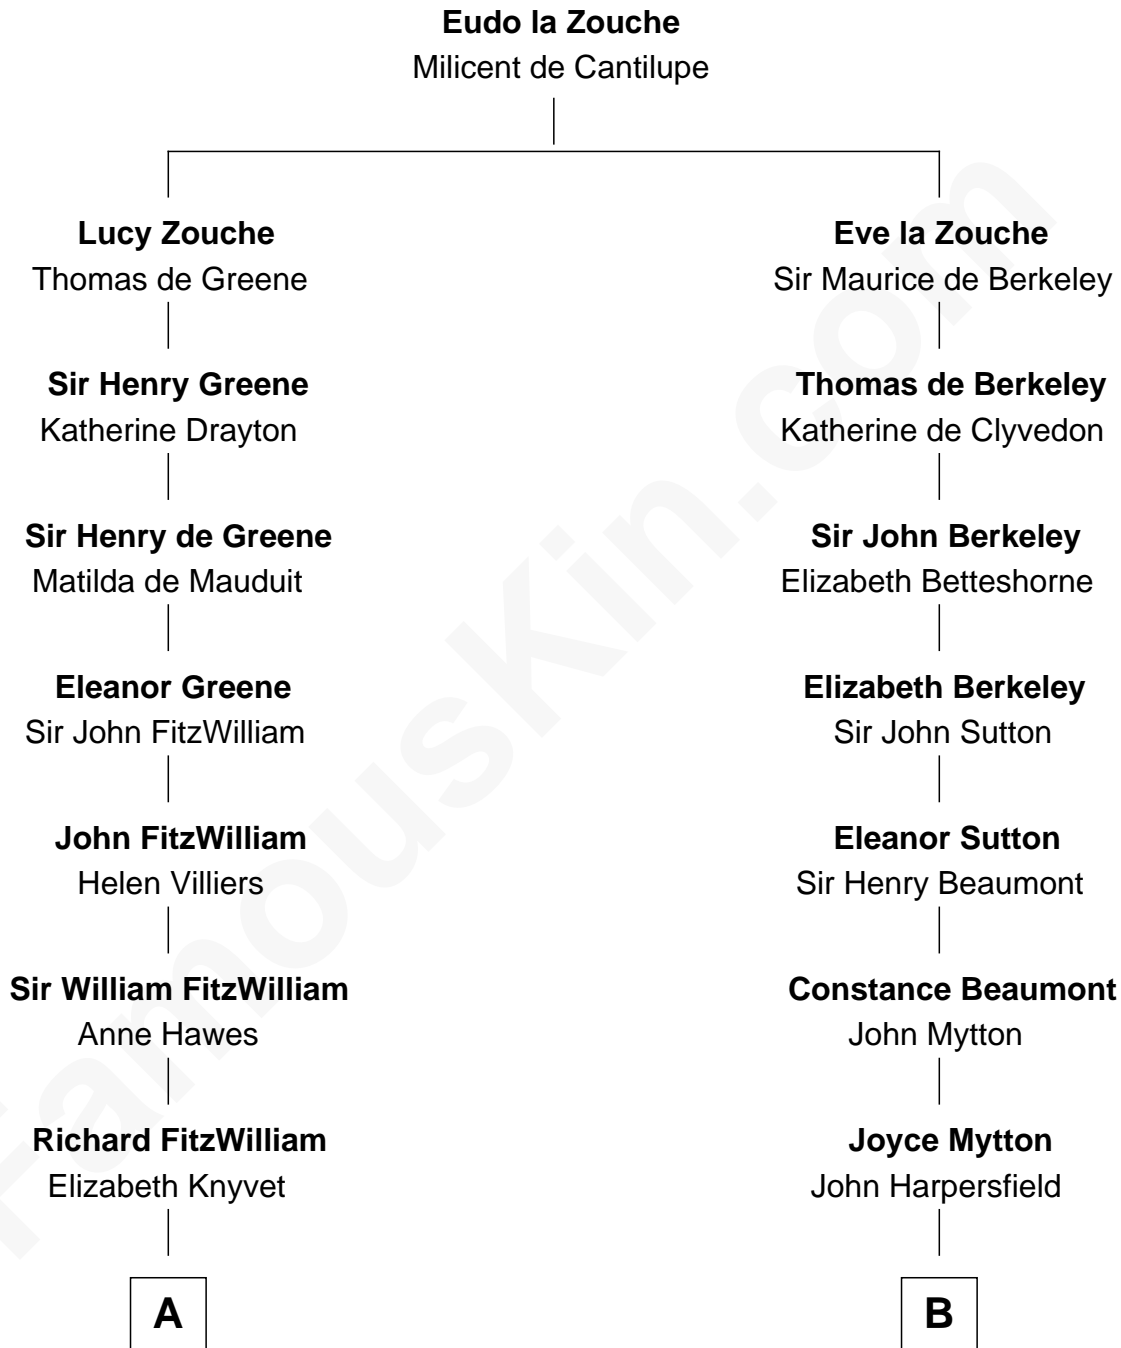 Eudo la Zouche
Milicent de Cantilupe
Lucy Zouche
Thomas de Greene
Eve la Zouche
Sir Maurice de Berkeley
Sir Henry Greene
Katherine Drayton
Thomas de Berkeley
Katherine de Clyvedon
Sir Henry de Greene
Matilda de Mauduit
Sir John Berkeley
Elizabeth Betteshorne
Eleanor Greene
Sir John FitzWilliam
Elizabeth Berkeley
Sir John Sutton
John FitzWilliam
Helen Villiers
Eleanor Sutton
Sir Henry Beaumont
Sir William FitzWilliam
Anne Hawes
Constance Beaumont
John Mytton
Richard FitzWilliam
Elizabeth Knyvet
Joyce Mytton
John Harpersfield
A
B
FamousKin.com